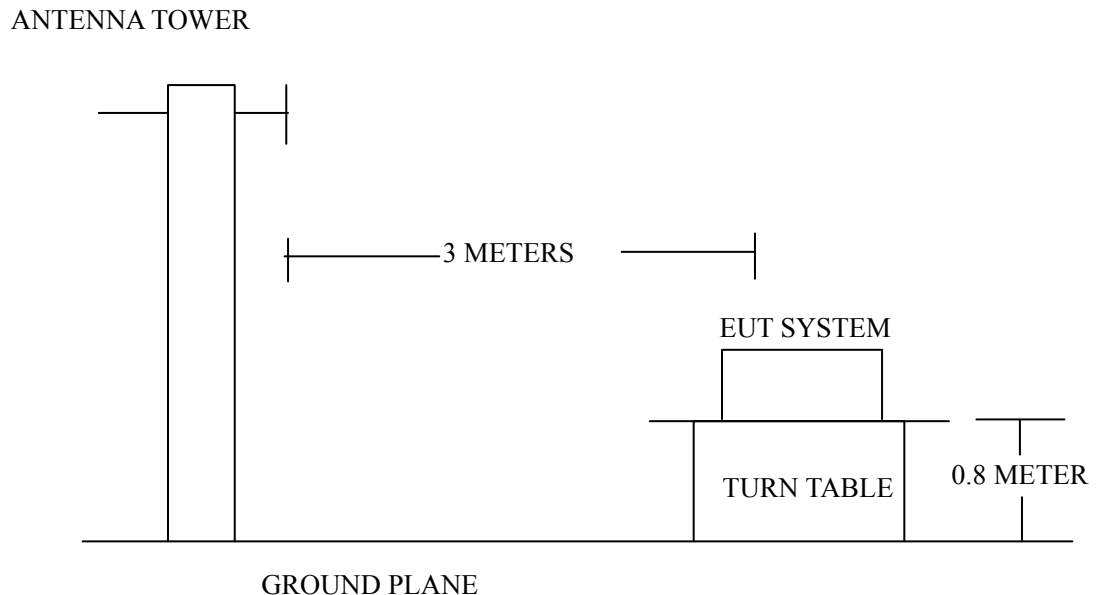 ANTENNA TOWER
3 METERS
EUT SYSTEM
TURN TABLE
0.8 METER
GROUND PLANE